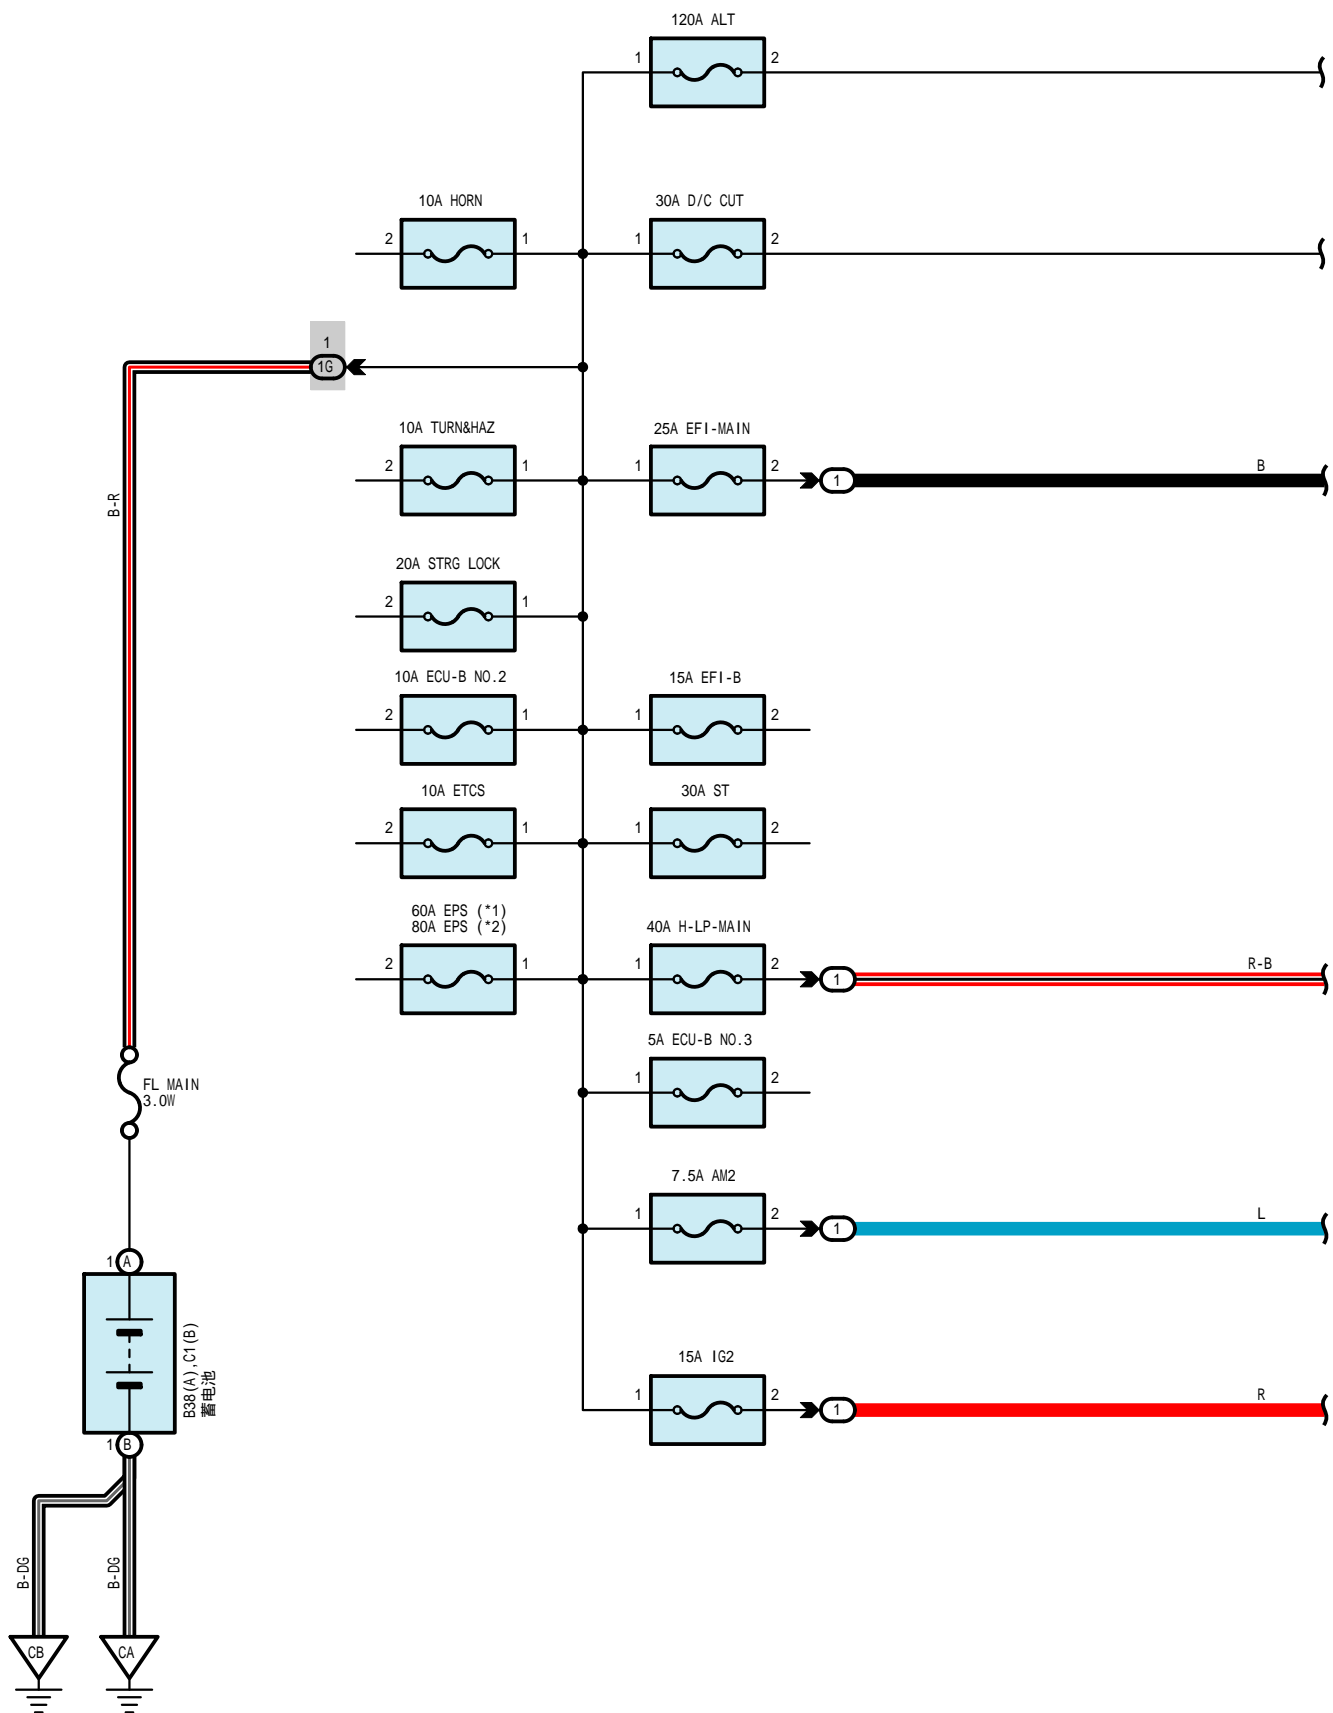 120A ALT
1
2
10A HORN
2
1
30A D/C CUT
1
2
1
1G
10A TURN&HAZ
2
1
25A EFI-MAIN
1
2
1
B
B-R
20A STRG LOCK
2
1
10A ECU-B NO.2
2
1
15A EFI-B
1
2
10A ETCS
2
1
30A ST
1
2
60A EPS (*1)
80A EPS (*2)
2
1
40A H-LP-MAIN
1
2
1
R-B
5A ECU-B NO.3
1
2
FL MAIN
3.0W
7.5A AM2
1
2
1
L
1
A
B38(A),C1(B)
蓄电池
1
B
15A IG2
1
2
1
R
B-DG
B-DG
CB
CA